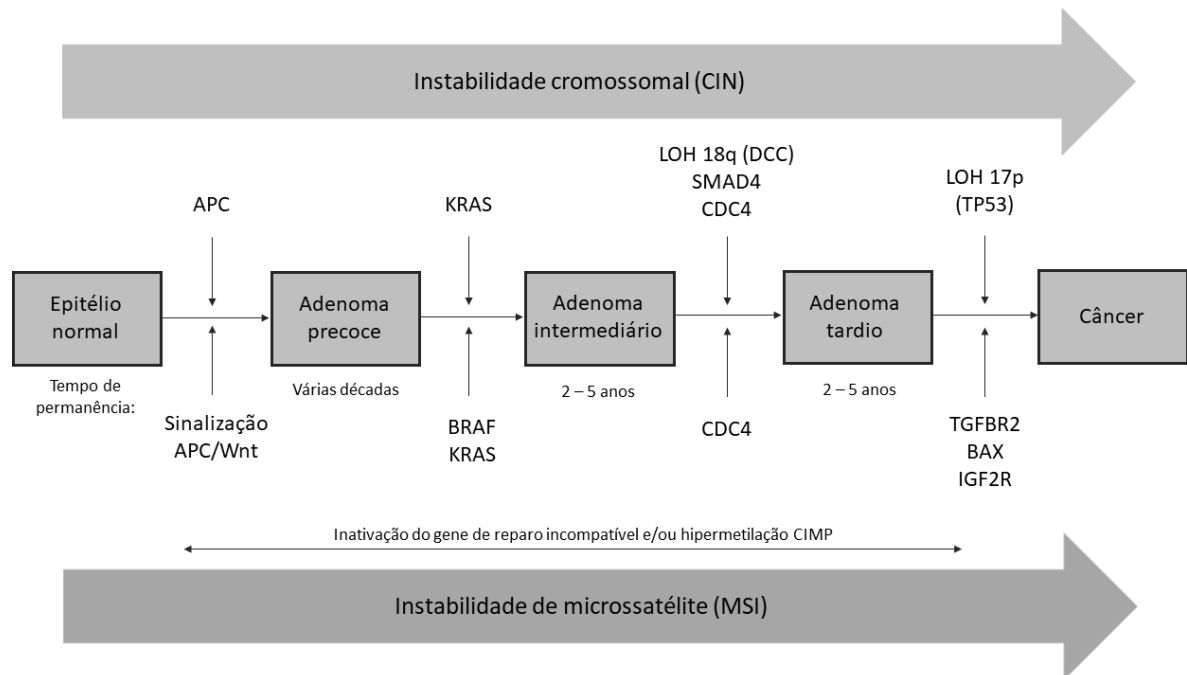 Instabilidade cromossomal (CIN)
APC
KRAS
LOH 18q (DCC)
SMAD4
CDC4
LOH 17p
(TP53)
Epitélio
normal
Adenoma
precoce
Adenoma
intermediário
Adenoma
tardio
Câncer
Tempo de
permanência:
Várias décadas
2 – 5 anos
2 – 5 anos
Sinalização
APC/Wnt
BRAF
KRAS
CDC4
TGFBR2
BAX
IGF2R
Inativação do gene de reparo incompatível e/ou hipermetilação CIMP
Instabilidade de microssatélite (MSI)